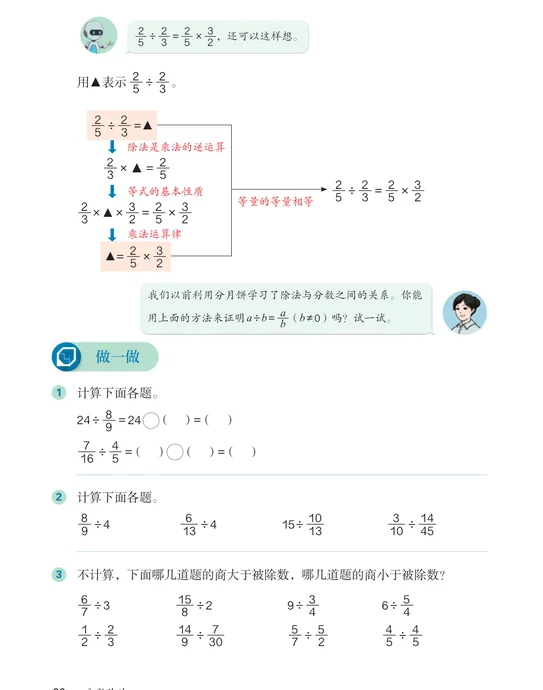 2/5 ÷ 2/3 = 2/5 × 3/2，还可以这样想。
用▲表示 2/5 ÷ 2/3 。
2/5 ÷ 2/3 = ▲
除法是乘法的逆运算
2/3 × ▲ = 2/5
等式的基本性质
2/3 × ▲ × 3/2 = 2/5 × 3/2
乘法运算律
▲ = 2/5 × 3/2
等量的等量相等
2/5 ÷ 2/3 = 2/5 × 3/2
我们以前利用分月饼学习了除法与分数之间的关系。你能
用上面的方法来证明a÷b= a/b （b≠0）吗？试一试。
做一做
1 计算下面各题。
24 ÷ 8/9 = 24 ○ （ ） = （ ）
7/16 ÷ 4/5 = （ ） ○ （ ） = （ ）
2 计算下面各题。
8/9 ÷ 4 6/13 ÷ 4 15 ÷ 10/13 3/10 ÷ 14/45
3 不计算，下面哪几道题的商大于被除数，哪几道题的商小于被除数？
6/7 ÷ 3 15/8 ÷ 2 9 ÷ 3/4 6 ÷ 5/4
1/2 ÷ 2/3 14/9 ÷ 7/30 5/7 ÷ 5/2 4/5 ÷ 4/5